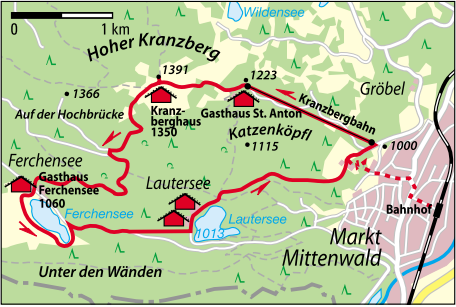 0
1 km
Wildensee
Hoher Kranzberg
1391
1223
1366
Gröbel
Kranzbergbahn
Auf der Hochbrücke
Kranz-
berghaus
1350
Gasthaus St. Anton
Katzenköpfl
1115
1000
Ferchensee
Gasthaus
Ferchensee
1060
Lautersee
Bahnhof
Ferchensee
Lautersee
1013
Markt
Mittenwald
Unter den Wänden